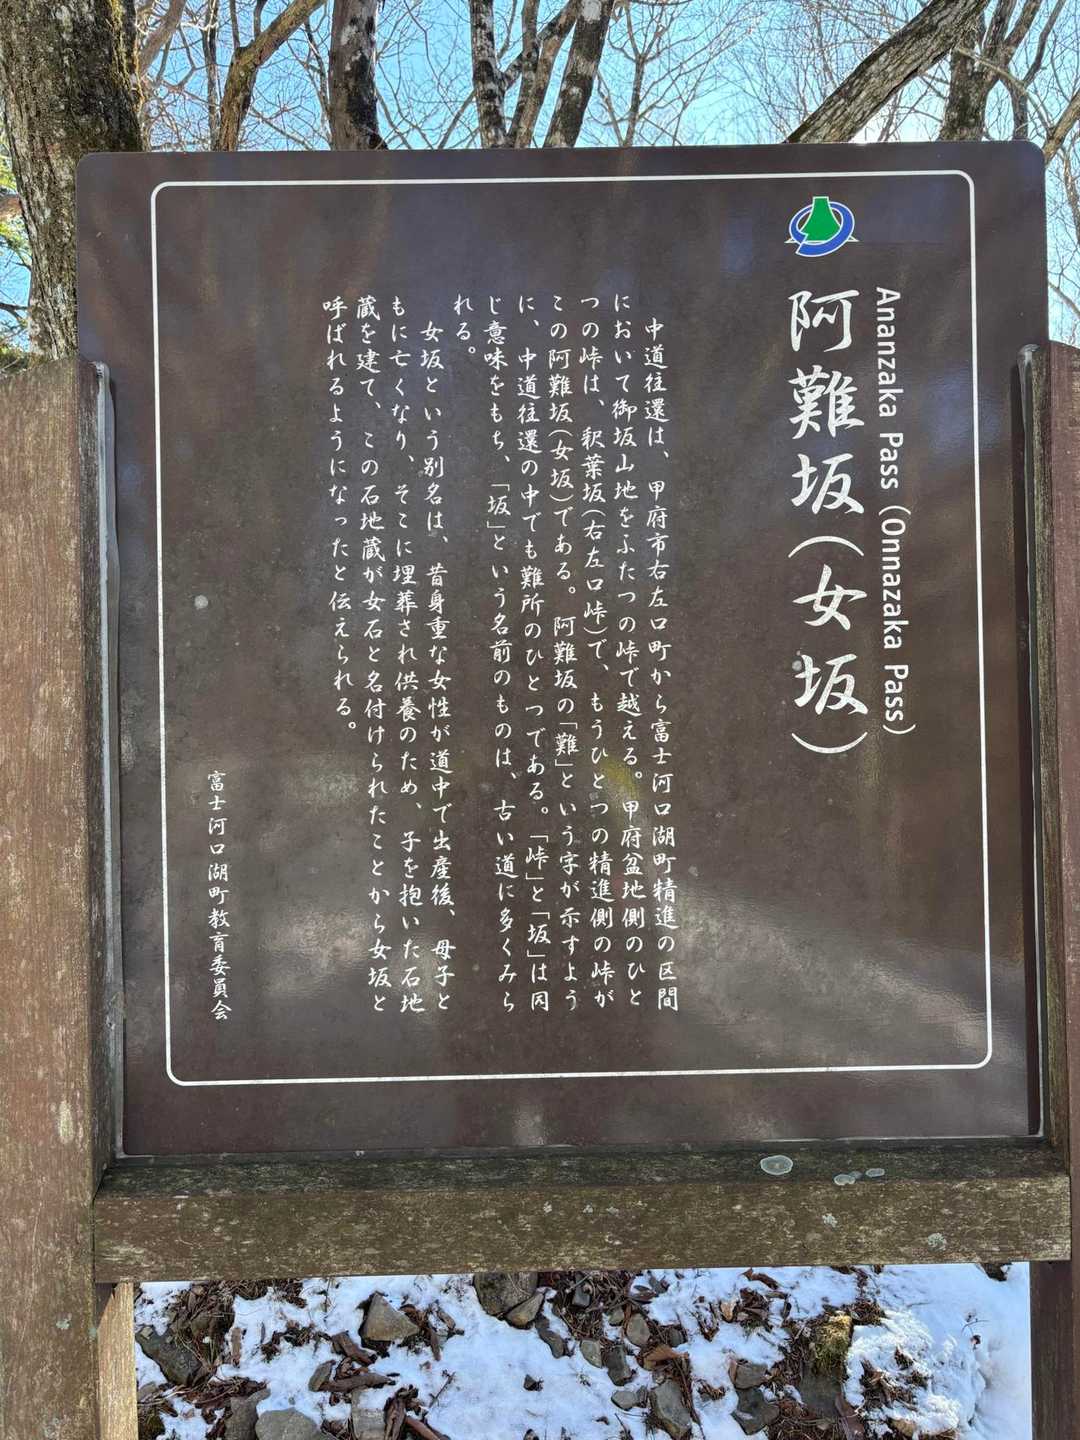 Ananzaka Pass (Onnazaka Pass)
阿難坂(女坂)
中道往還は、甲府市右左口町から富士河口湖町精進の区間
において御坂山地をふたつの峠で越える。甲府盆地側のひと
つの峠は、釈葉坂(右左口峠)で、もうひとつの精進側の峠が
この阿難坂(女坂)である。阿難坂の「難」という字が示すよう
に、中道往還の中でも難所のひとつである。「峠」と「坂」は同
じ意味をもち、「坂」という名前のものは、古い道に多くみら
れる。
女坂という別名は、昔身重な女性が道中で出産後、母子と
もに亡くなり、そこに埋葬され供養のため、子を抱いた石地
蔵を建て、この石地蔵が女石と名付けられたことから女坂と
呼ばれるようになったと伝えられる。
富士河口湖町教育委員会